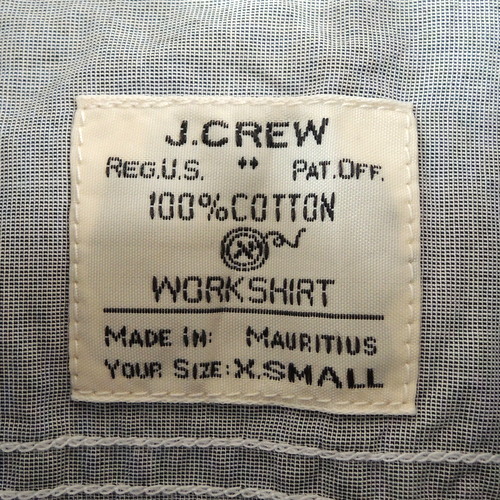 J.CREW
REG.U.S. PAT.OFF.
100%COTTON
WORKSHIRT
MADE IN: MAURITIUS
YOUR SIZE: X.SMALL